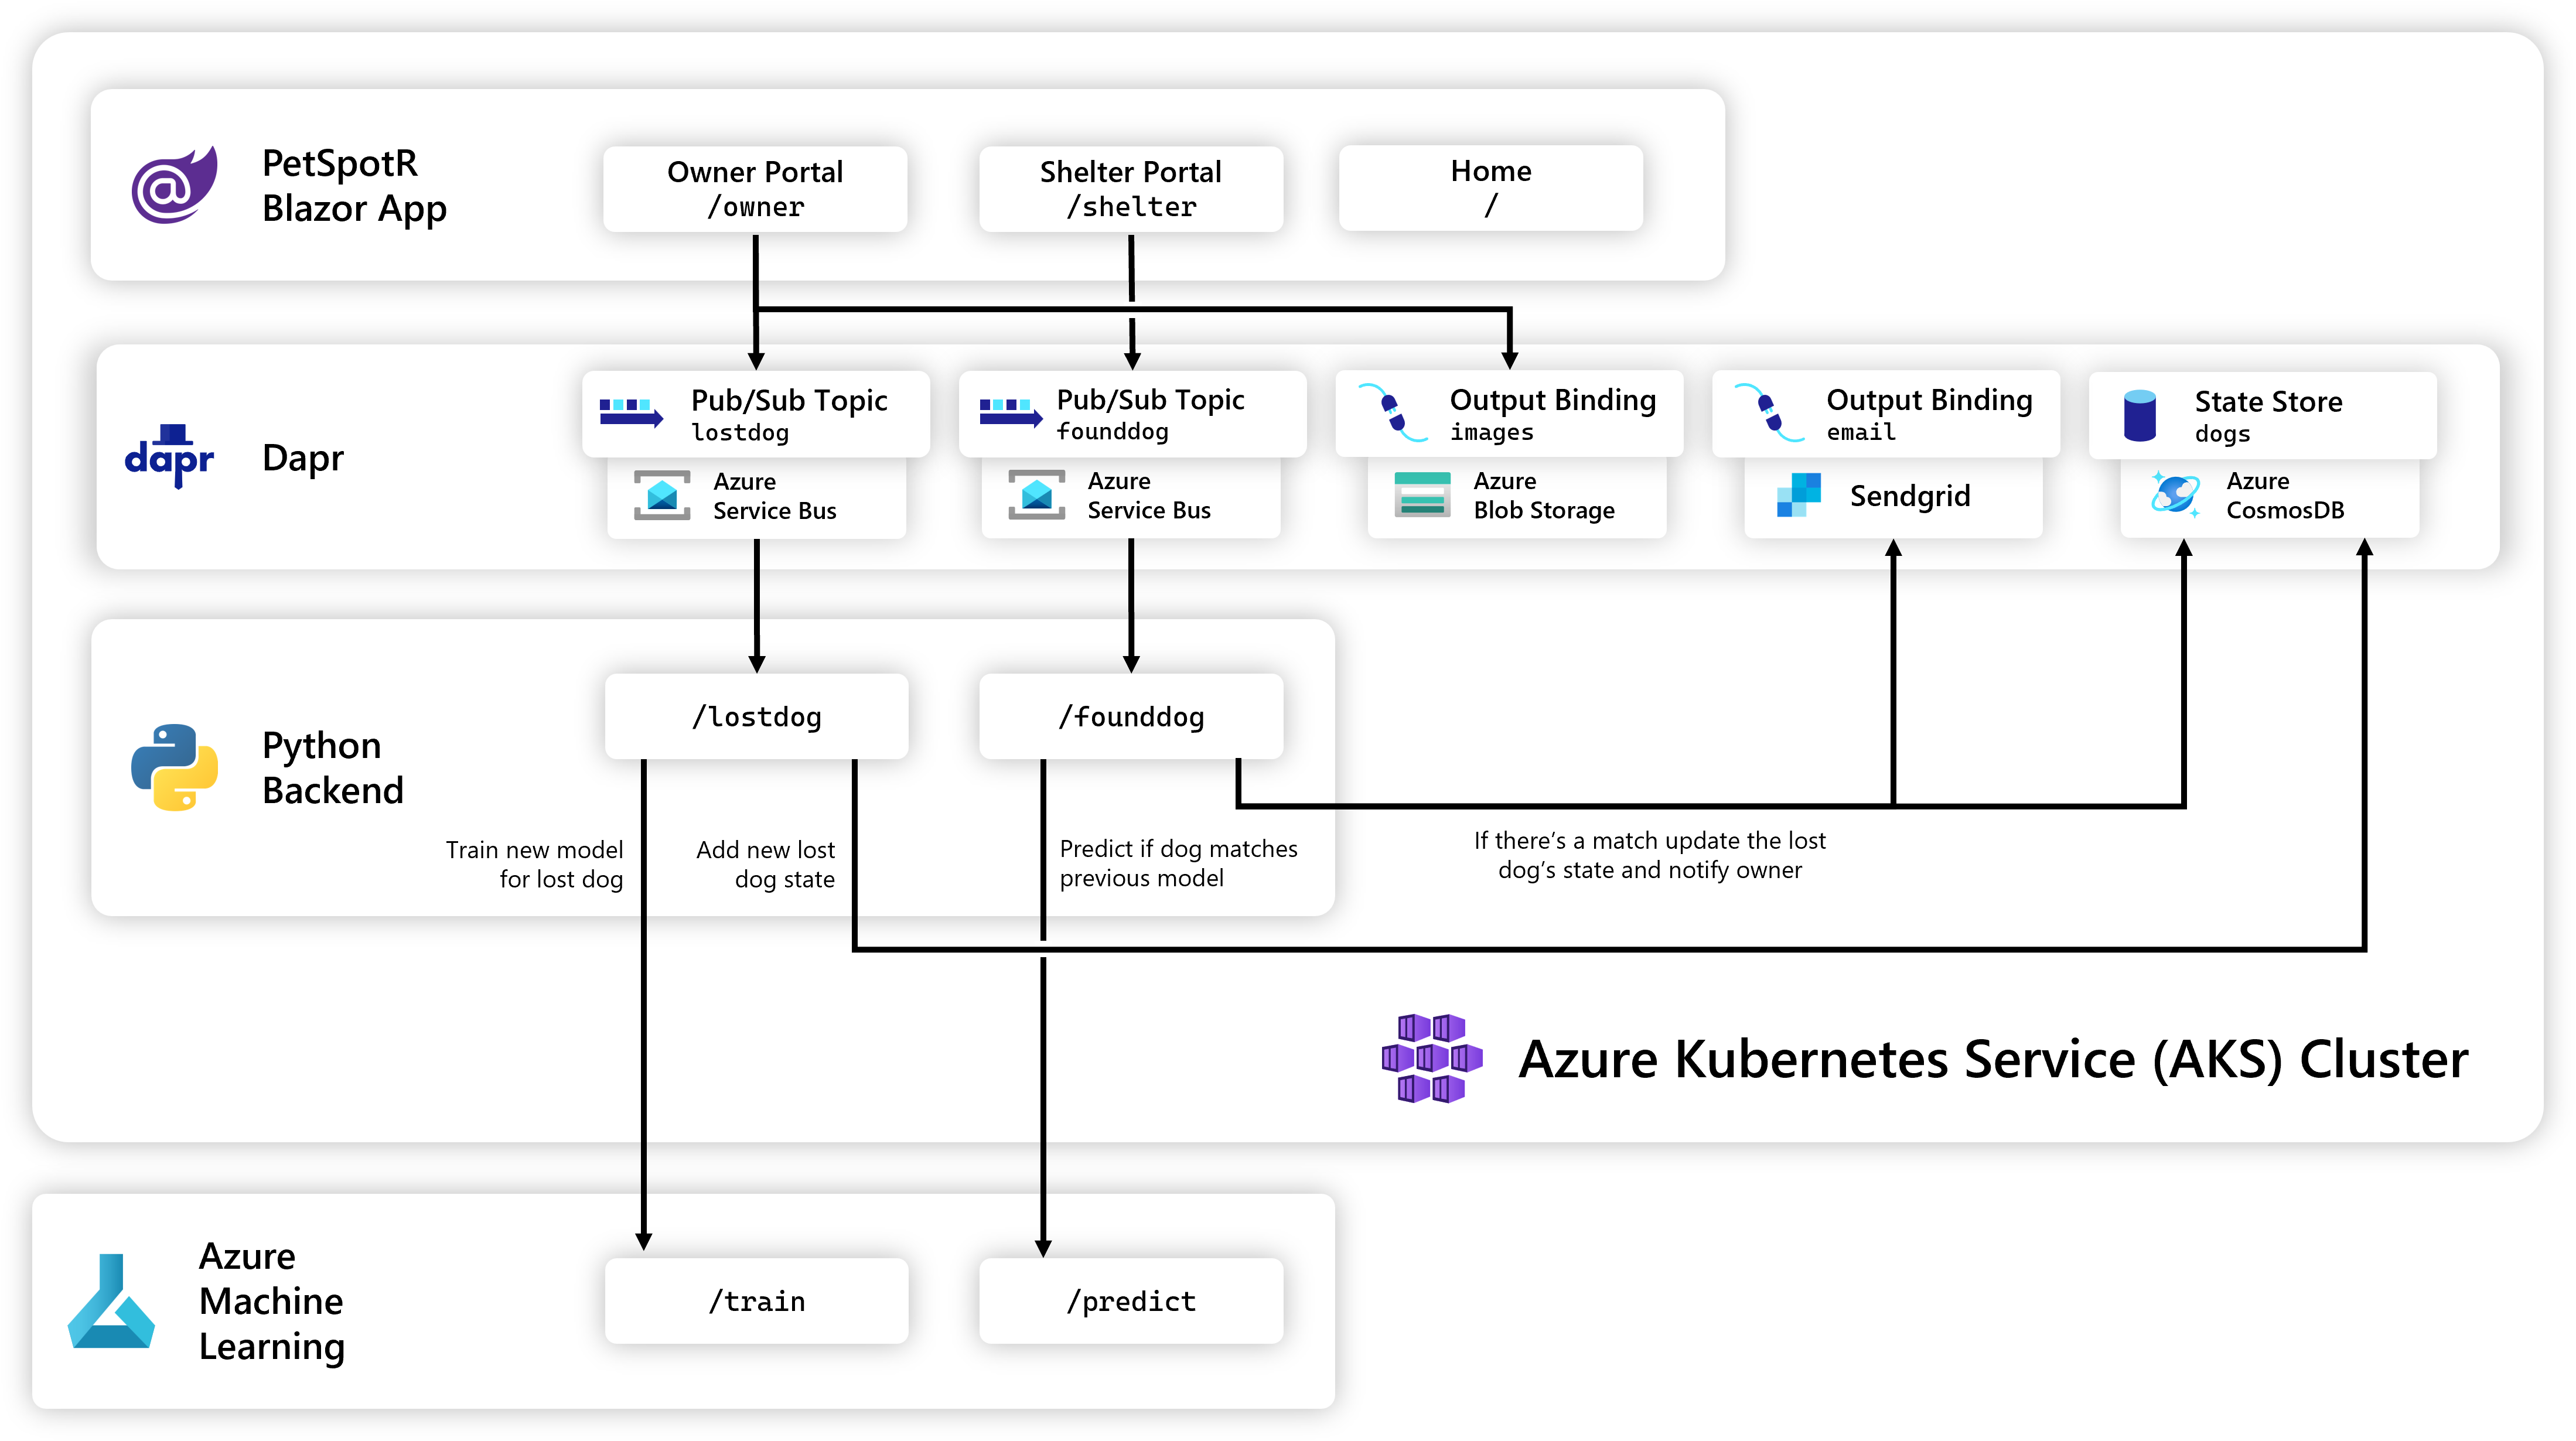 PetSpotR
Blazor App
Owner Portal
/owner
Shelter Portal
/shelter
Home
/
dapr
Dapr
Pub/Sub Topic
lostdog
Azure
Service Bus
Pub/Sub Topic
founddog
Azure
Service Bus
Output Binding
images
Azure
Blob Storage
Output Binding
email
Sendgrid
State Store
dogs
Azure
CosmosDB
Python
Backend
/lostdog
/founddog
Train new model
for lost dog
Add new lost
dog state
Predict if dog matches
previous model
If there’s a match update the lost
dog’s state and notify owner
Azure Kubernetes Service (AKS) Cluster
Azure
Machine
Learning
/train
/predict